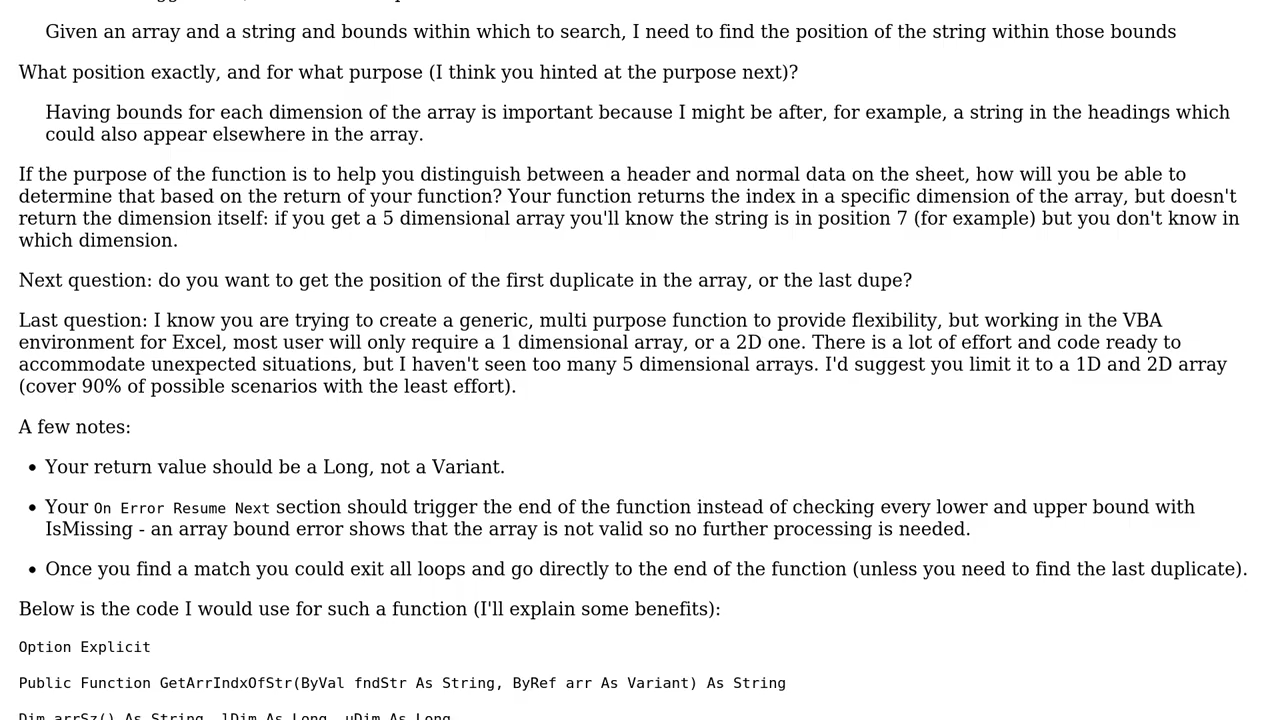 Given an array and a string and bounds within which to search, I need to find the position of the string within those bounds
What position exactly, and for what purpose (I think you hinted at the purpose next)?
Having bounds for each dimension of the array is important because I might be after, for example, a string in the headings which
could also appear elsewhere in the array.
If the purpose of the function is to help you distinguish between a header and normal data on the sheet, how will you be able to
determine that based on the return of your function? Your function returns the index in a specific dimension of the array, but doesn't
return the dimension itself: if you get a 5 dimensional array you'll know the string is in position 7 (for example) but you don't know in
which dimension.
Next question: do you want to get the position of the first duplicate in the array, or the last dupe?
Last question: I know you are trying to create a generic, multi purpose function to provide flexibility, but working in the VBA
environment for Excel, most user will only require a 1 dimensional array, or a 2D one. There is a lot of effort and code ready to
accommodate unexpected situations, but I haven't seen too many 5 dimensional arrays. I'd suggest you limit it to a 1D and 2D array
(cover 90% of possible scenarios with the least effort).
A few notes:
• Your return value should be a Long, not a Variant.
• Your On Error Resume Next section should trigger the end of the function instead of checking every lower and upper bound with
IsMissing - an array bound error shows that the array is not valid so no further processing is needed.
• Once you find a match you could exit all loops and go directly to the end of the function (unless you need to find the last duplicate).
Below is the code I would use for such a function (I'll explain some benefits):
Option Explicit
Public Function GetArrIndxOfStr(ByVal fndStr As String, ByRef arr As Variant) As String
Dim arrSz() As String, lDim As Long, uDim As Long